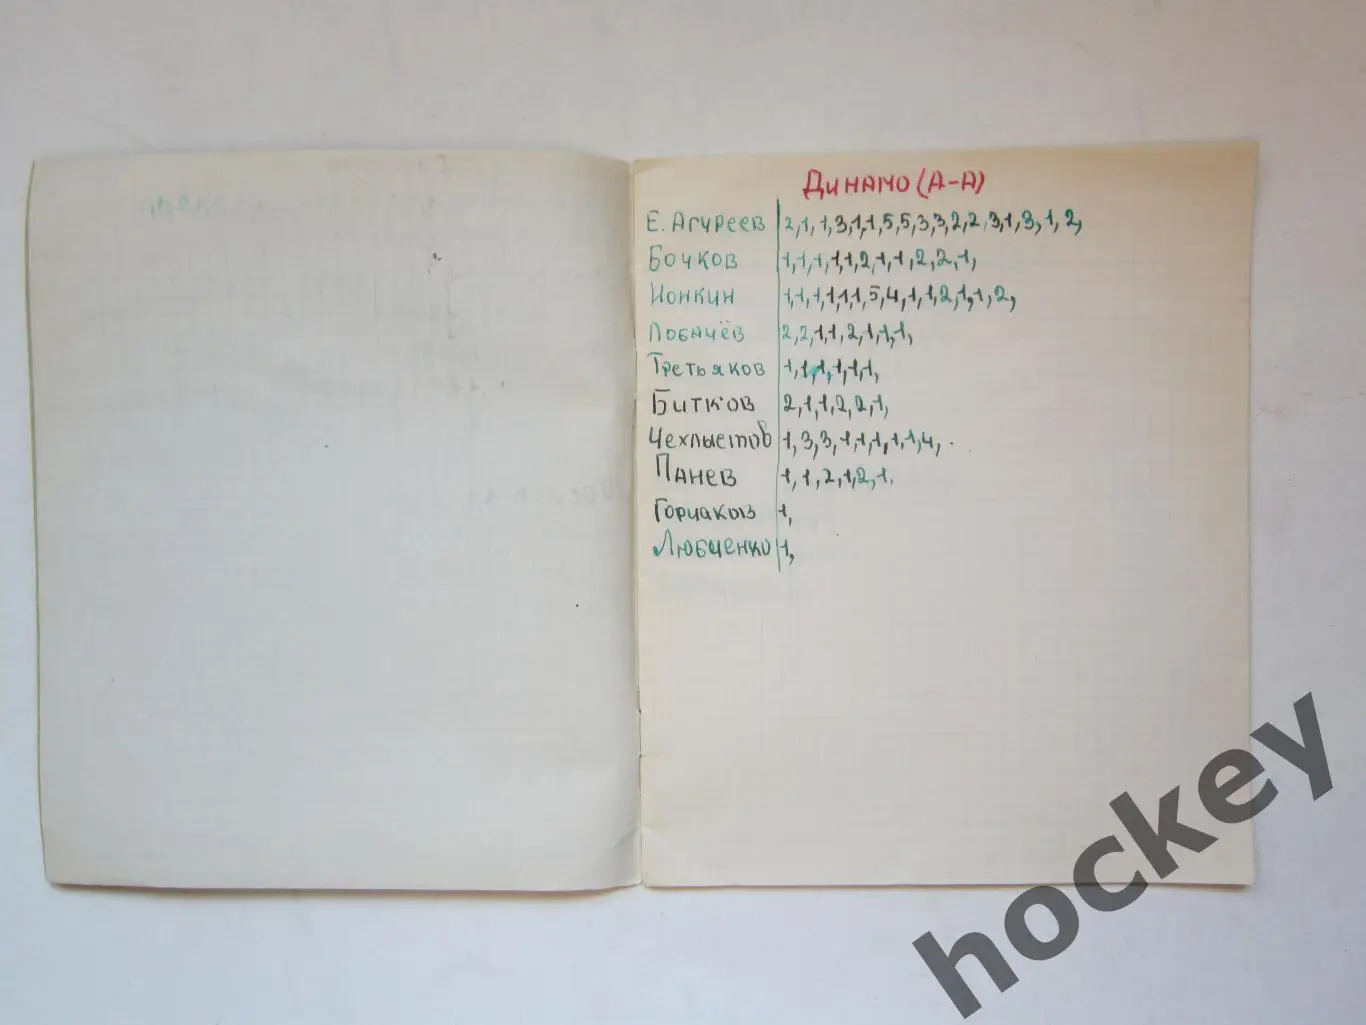 Динамо (А-А)
Е. Агуреев 2, 1, 1, 3, 1, 1, 5, 5, 3, 3, 2, 2, 3, 1, 3, 1, 2,
Бочков 1, 1, 1, 1, 1, 2, 1, 1, 2, 2, 1,
Ионкин 1, 1, 1, 1, 1, 1, 5, 4, 1, 1, 2, 1, 1, 2,
Лобачёв 2, 2, 1, 1, 2, 1, 1, 1,
Третьяков 1, 1, 1, 1, 1, 1,
Битков 2, 1, 1, 2, 2, 1,
Чехлыстов 1, 3, 3, 1, 1, 1, 1, 1, 4,
Панев 1, 1, 2, 1, 2, 1.
Горчаков 1,
Любченко 1,
hockey